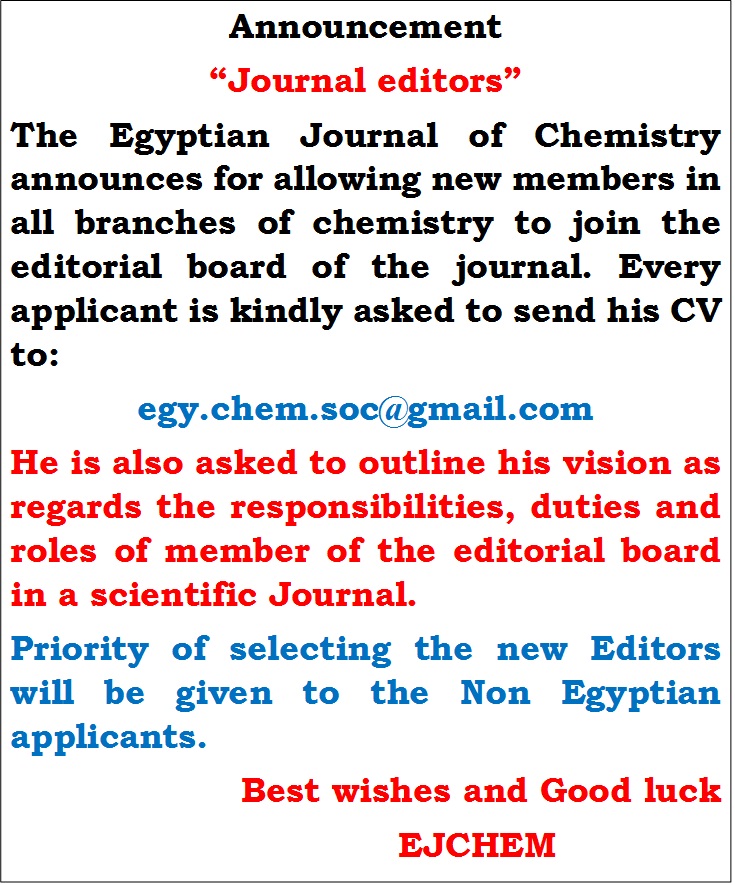 Announcement
“Journal editors”
The Egyptian Journal of Chemistry
announces for allowing new members in
all branches of chemistry to join the
editorial board of the journal. Every
applicant is kindly asked to send his CV
to:
egy.chem.soc@gmail.com
He is also asked to outline his vision as
regards the responsibilities, duties and
roles of member of the editorial board
in a scientific Journal.
Priority of selecting the new Editors
will be given to the Non Egyptian
applicants.
Best wishes and Good luck
EJCHEM